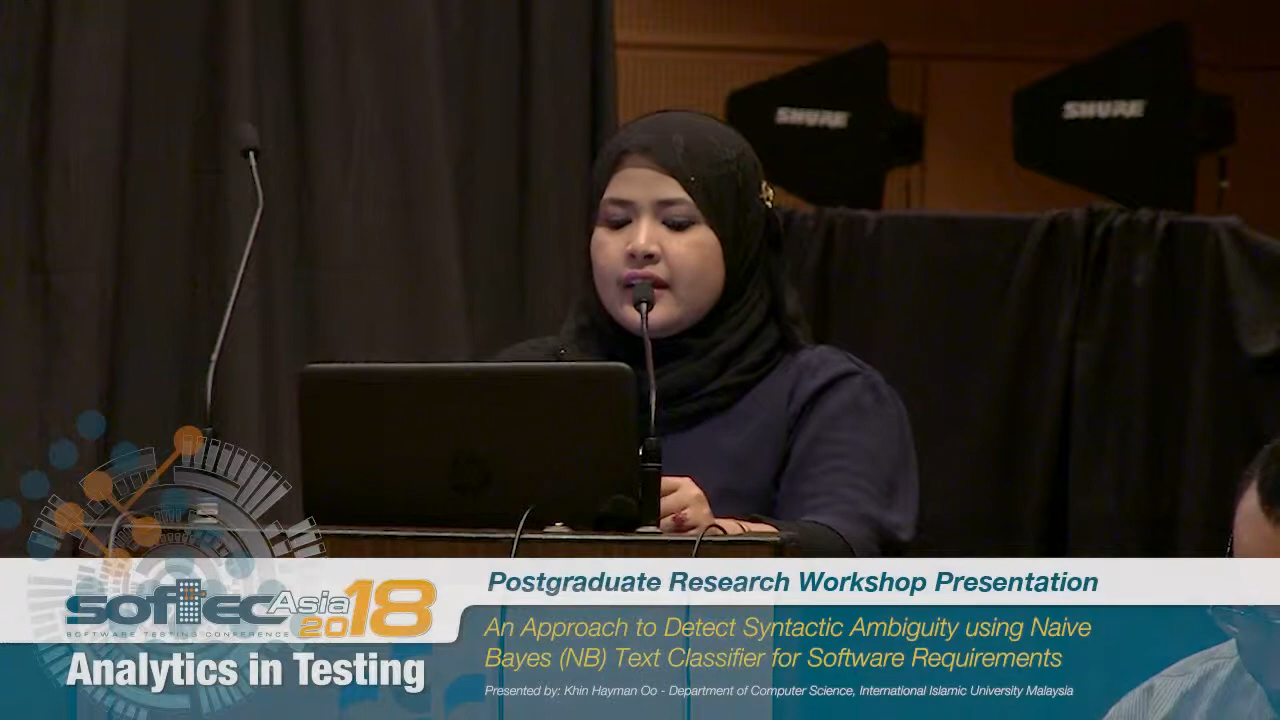 SHURE
SHURE
Postgraduate Research Workshop Presentation
softec Asia 2018
SOFTWARE TESTING CONFERENCE
Analytics in Testing
An Approach to Detect Syntactic Ambiguity using Naive
Bayes (NB) Text Classifier for Software Requirements
Presented by: Khin Hayman Oo - Department of Computer Science, International Islamic University Malaysia